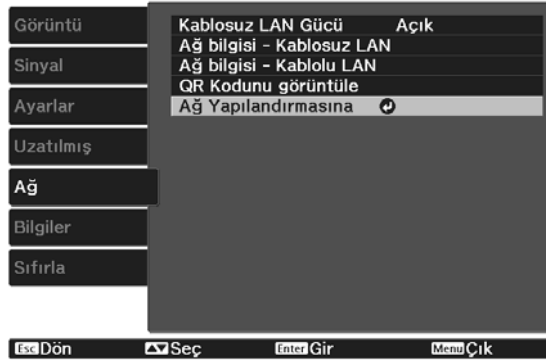 Görüntü
Sinyal
Ayarlar
Uzatılmış
Ağ
Bilgiler
Sıfırla
Kablosuz LAN Gücü Açık
Ağ bilgisi - Kablosuz LAN
Ağ bilgisi - Kablolu LAN
QR Kodunu görüntüle
Ağ Yapılandırmasına
Esc Dön Seç Enter Gir Menu Çık